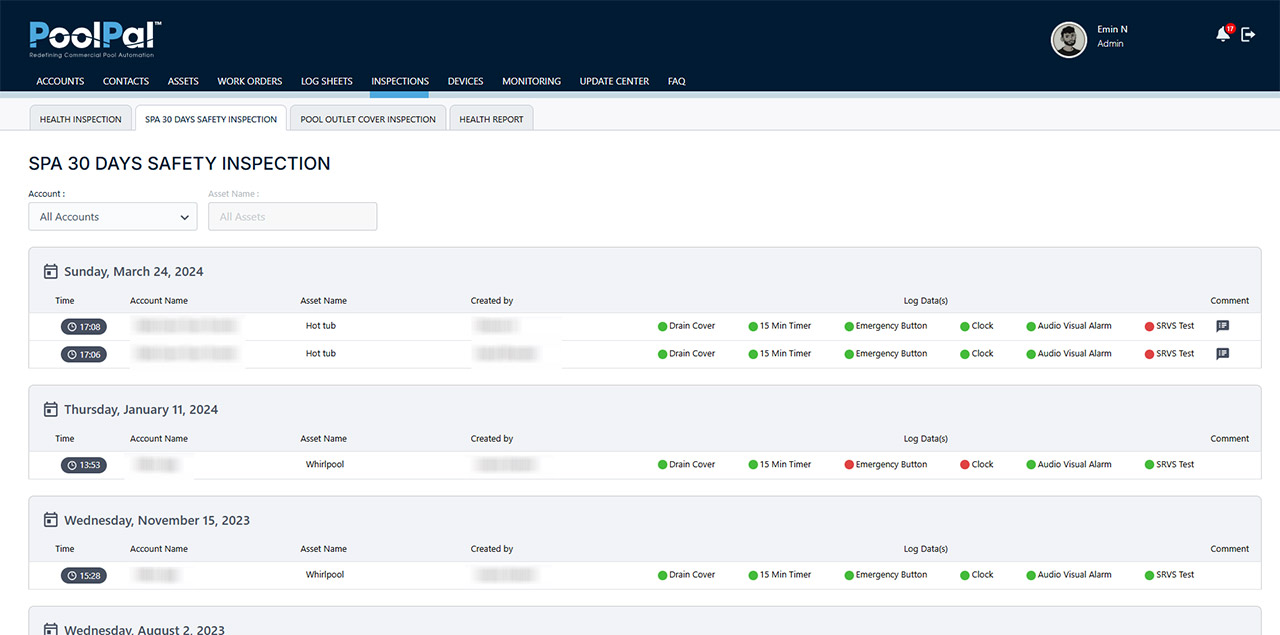 PoolPal™
Redefining Commercial Pool Automation
Emin N
Admin
17
ACCOUNTS CONTACTS ASSETS WORK ORDERS LOG SHEETS INSPECTIONS DEVICES MONITORING UPDATE CENTER FAQ
HEALTH INSPECTION SPA 30 DAYS SAFETY INSPECTION POOL OUTLET COVER INSPECTION HEALTH REPORT
SPA 30 DAYS SAFETY INSPECTION
Account : Asset Name :
All Accounts All Assets
Sunday, March 24, 2024
Time Account Name Asset Name Created by Log Data(s) Comment
17:08 Hot tub Drain Cover 15 Min Timer Emergency Button Clock Audio Visual Alarm SRVS Test
17:06 Hot tub Drain Cover 15 Min Timer Emergency Button Clock Audio Visual Alarm SRVS Test
Thursday, January 11, 2024
Time Account Name Asset Name Created by Log Data(s) Comment
13:53 Whirlpool Drain Cover 15 Min Timer Emergency Button Clock Audio Visual Alarm SRVS Test
Wednesday, November 15, 2023
Time Account Name Asset Name Created by Log Data(s) Comment
15:28 Whirlpool Drain Cover 15 Min Timer Emergency Button Clock Audio Visual Alarm SRVS Test
Wednesday, August 2, 2023